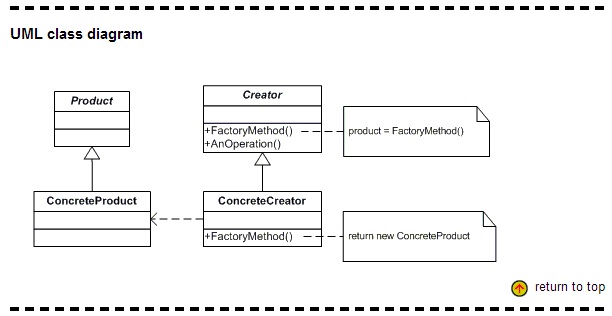 UML class diagram
Product
Creator
+FactoryMethod()
+AnOperation()
product = FactoryMethod()
ConcreteProduct
ConcreteCreator
+FactoryMethod()
return new ConcreteProduct
return to top